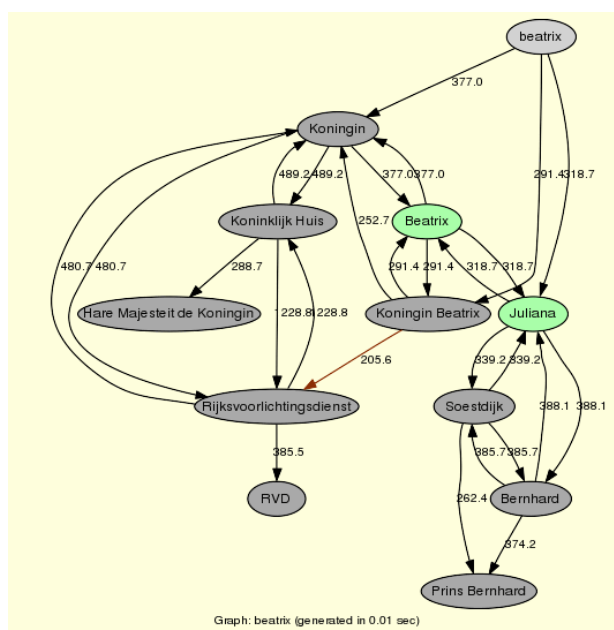 beatrix
377.0
Koningin
489.2 489.2 377.0 377.0 291.4 318.7
Koninklijk Huis
252.7
Beatrix
480.7 480.7 288.7 291.4 291.4 318.7 318.7
Hare Majesteit de Koningin
1228.8 1228.8
Koningin Beatrix
Juliana
205.6
339.2 339.2
Rijksvoorlichtingsdienst
Soestdijk
388.1 388.1
385.5
385.7 385.7
RVD
262.4
Bernhard
374.2
Prins Bernhard
Graph: beatrix (generated in 0.01 sec)